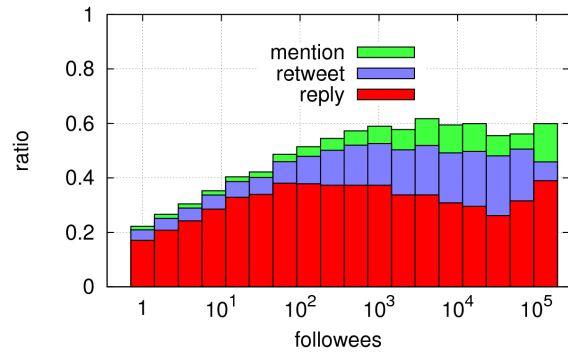 1
0.8
0.6
0.4
0.2
0
ratio
mention
retweet
reply
1 10¹ 10² 10³ 10⁴ 10⁵
followees